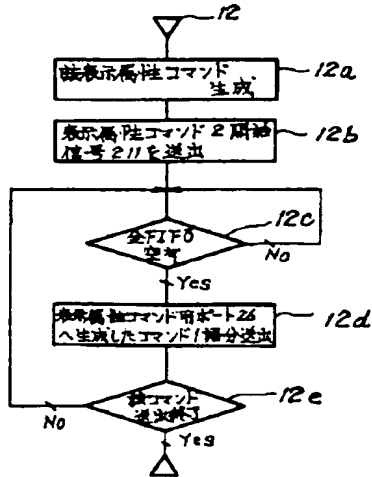 12
該表示属性コマンド
生成
12a
表示属性コマンド2開始
信号211を送出
12b
全FIFO
空き
12c
No
Yes
表示属性コマンド用ポート26
へ生成したコマンド1語分送出
12d
該コマンド
送出終了
12e
No
Yes